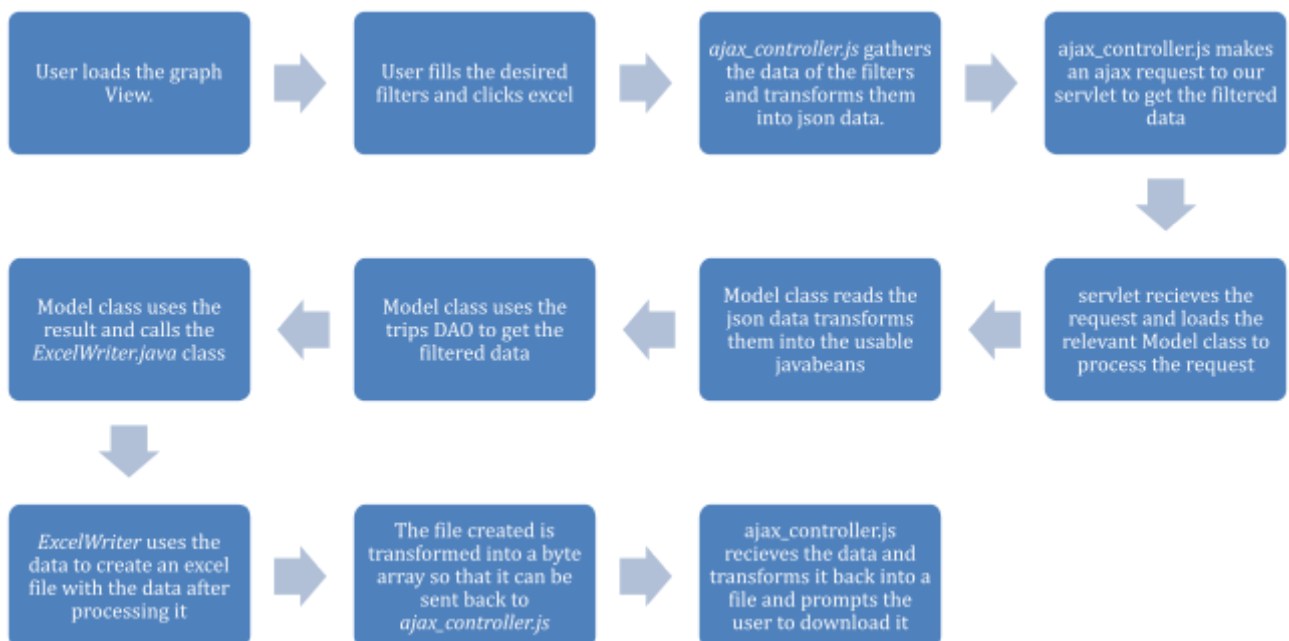 User loads the graph
View.
User fills the desired
filters and clicks excel
ajax_controller.js gathers
the data of the filters
and transforms them
into json data.
ajax_controller.js makes
an ajax request to our
servlet to get the filtered
data
servlet recieves the
request and loads the
relevant Model class to
process the request
Model class reads the
json data transforms
them into the usable
javabeans
Model class uses the
trips DAO to get the
filtered data
Model class uses the
result and calls the
ExcelWriter.java class
ExcelWriter uses the
data to create an excel
file with the data after
processing it
The file created is
transformed into a byte
array so that it can be
sent back to
ajax_controller.js
ajax_controller.js
recieves the data and
transforms it back into a
file and prompts the
user to download it